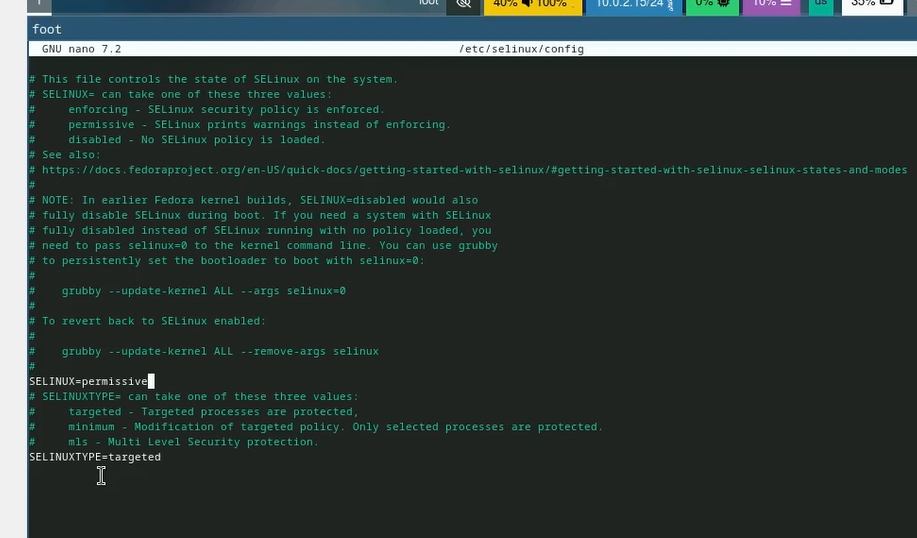 foot 40% 100% 10.0.2.15/24 0% 10% us 35%
foot
GNU nano 7.2 /etc/selinux/config
# This file controls the state of SELinux on the system.
# SELINUX= can take one of these three values:
#     enforcing - SELinux security policy is enforced.
#     permissive - SELinux prints warnings instead of enforcing.
#     disabled - No SELinux policy is loaded.
# See also:
# https://docs.fedoraproject.org/en-US/quick-docs/getting-started-with-selinux/#getting-started-with-selinux-selinux-states-and-modes
#
# NOTE: In earlier Fedora kernel builds, SELINUX=disabled would also
# fully disable SELinux during boot. If you need a system with SELinux
# fully disabled instead of SELinux running with no policy loaded, you
# need to pass selinux=0 to the kernel command line. You can use grubby
# to persistently set the bootloader to boot with selinux=0:
#
#    grubby --update-kernel ALL --args selinux=0
#
# To revert back to SELinux enabled:
#
#    grubby --update-kernel ALL --remove-args selinux
#
SELINUX=permissive
# SELINUXTYPE= can take one of these three values:
#     targeted - Targeted processes are protected,
#     minimum - Modification of targeted policy. Only selected processes are protected.
#     mls - Multi Level Security protection.
SELINUXTYPE=targeted